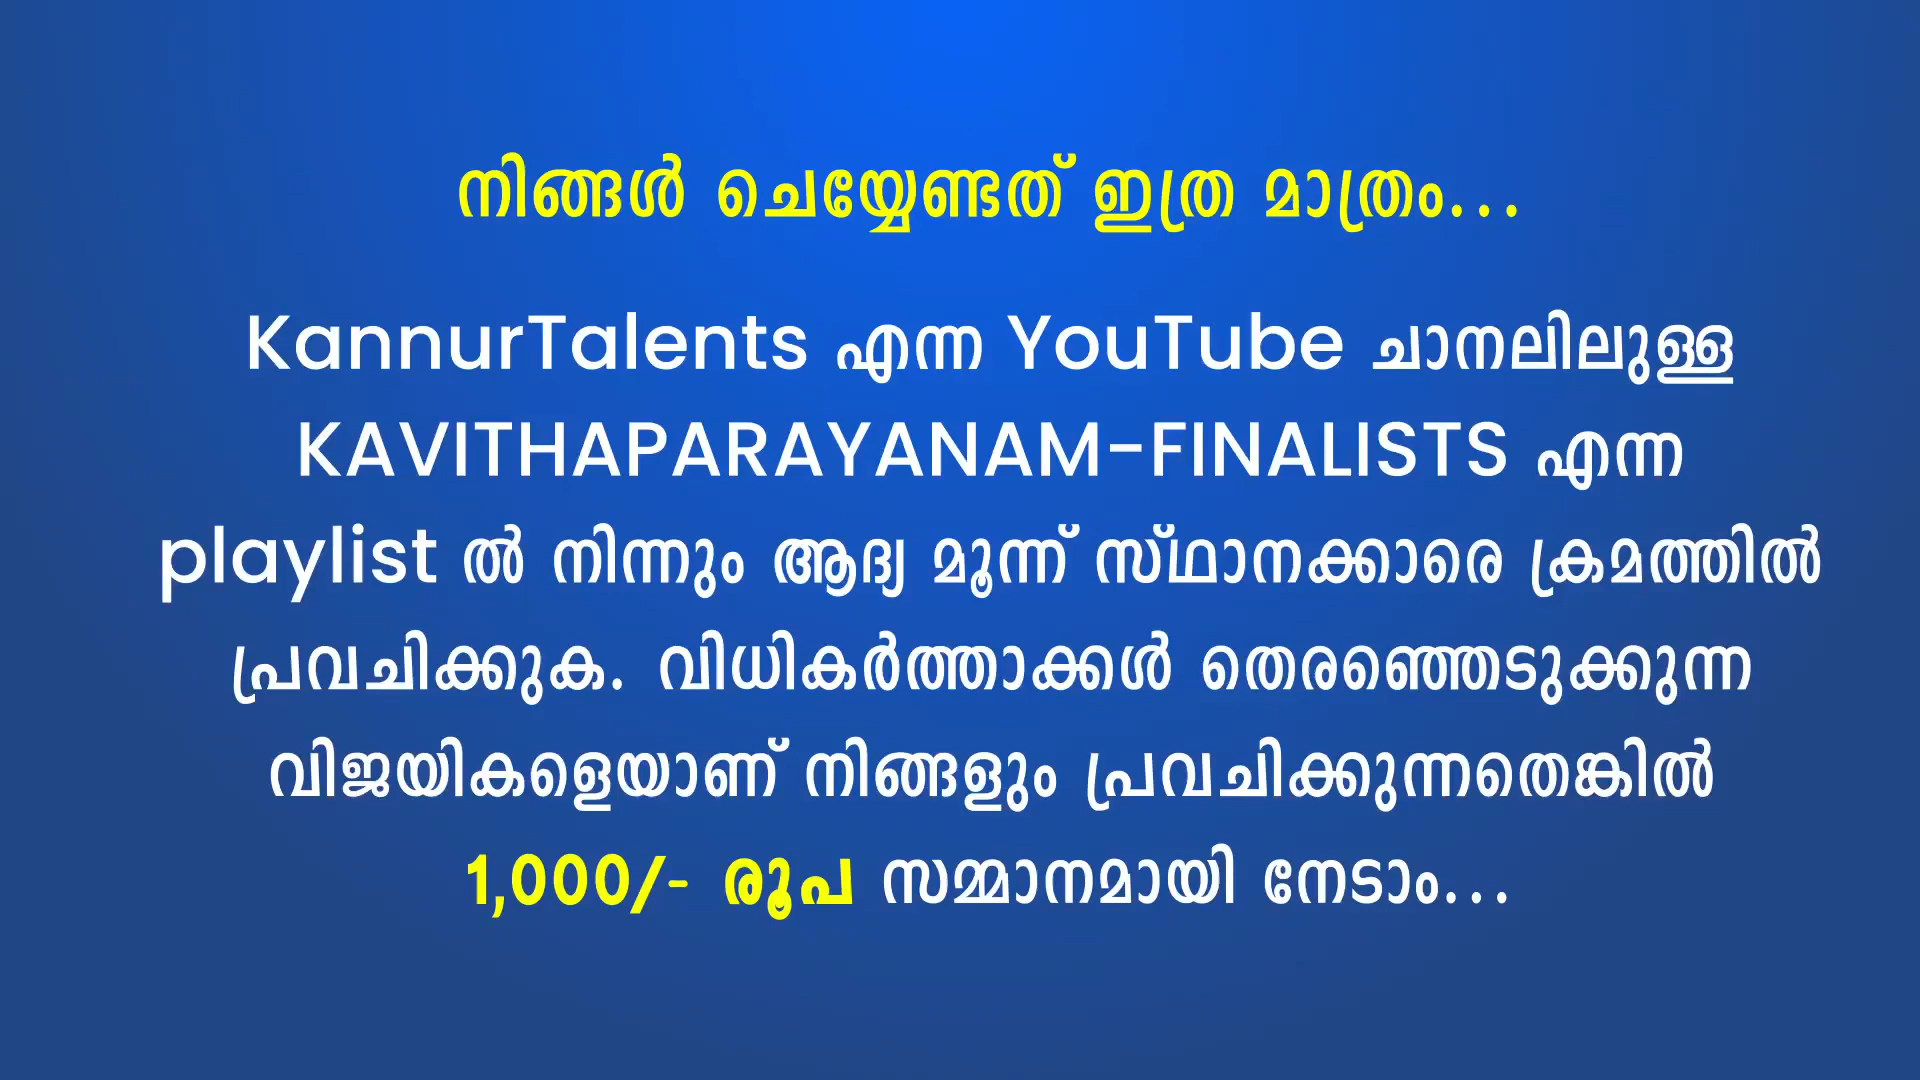 നിങ്ങൾ ചെയ്യേണ്ടത് ഇത്ര മാത്രം...
KannurTalents എന്ന YouTube ചാനലിലുള്ള
KAVITHAPARAYANAM-FINALISTS എന്ന
playlist ൽ നിന്നും ആദ്യ മൂന്ന് സ്ഥാനക്കാരെ ക്രമത്തിൽ
പ്രവചിക്കുക. വിധികർത്താക്കൾ തെരഞ്ഞെടുക്കുന്ന
വിജയികളെയാണ് നിങ്ങളും പ്രവചിക്കുന്നതെങ്കിൽ
1,000/- രൂപ സമ്മാനമായി നേടാം...